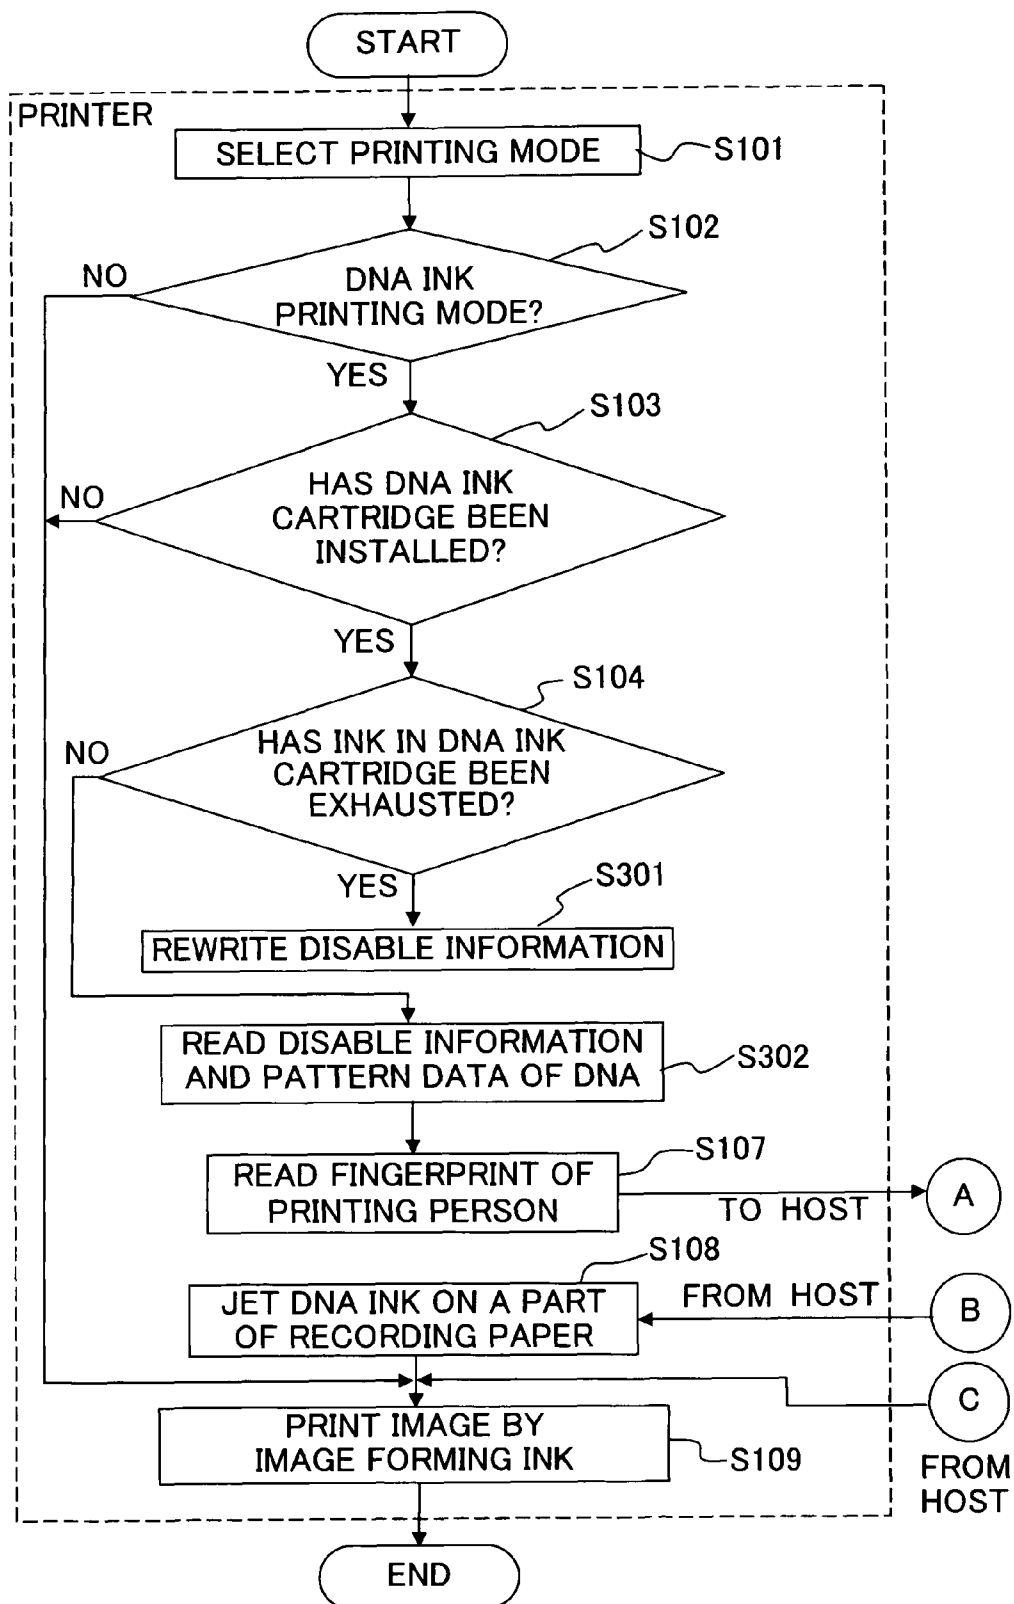 START
PRINTER
SELECT PRINTING MODE
S101
S102
NO
DNA INK
PRINTING MODE?
YES
S103
HAS DNA INK
CARTRIDGE BEEN
INSTALLED?
NO
YES
S104
NO
HAS INK IN DNA INK
CARTRIDGE BEEN
EXHAUSTED?
YES
S301
REWRITE DISABLE INFORMATION
READ DISABLE INFORMATION
AND PATTERN DATA OF DNA
S302
S107
READ FINGERPRINT OF
PRINTING PERSON
TO HOST
A
S108
JET DNA INK ON A PART
OF RECORDING PAPER
FROM HOST
B
C
FROM
HOST
PRINT IMAGE BY
IMAGE FORMING INK
S109
END